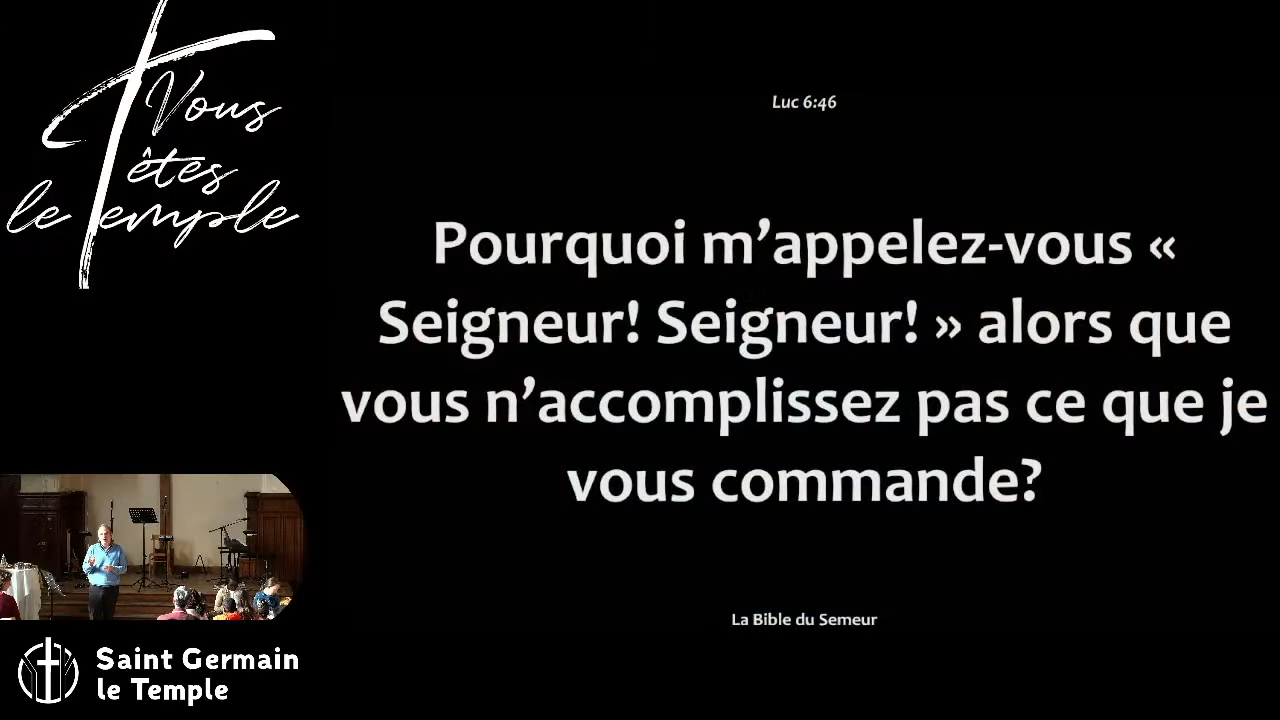 Vous
êtes
le temple
Luc 6:46
Pourquoi m’appelez-vous «
Seigneur! Seigneur! » alors que
vous n’accomplissez pas ce que je
vous commande?
La Bible du Semeur
Saint Germain
le Temple